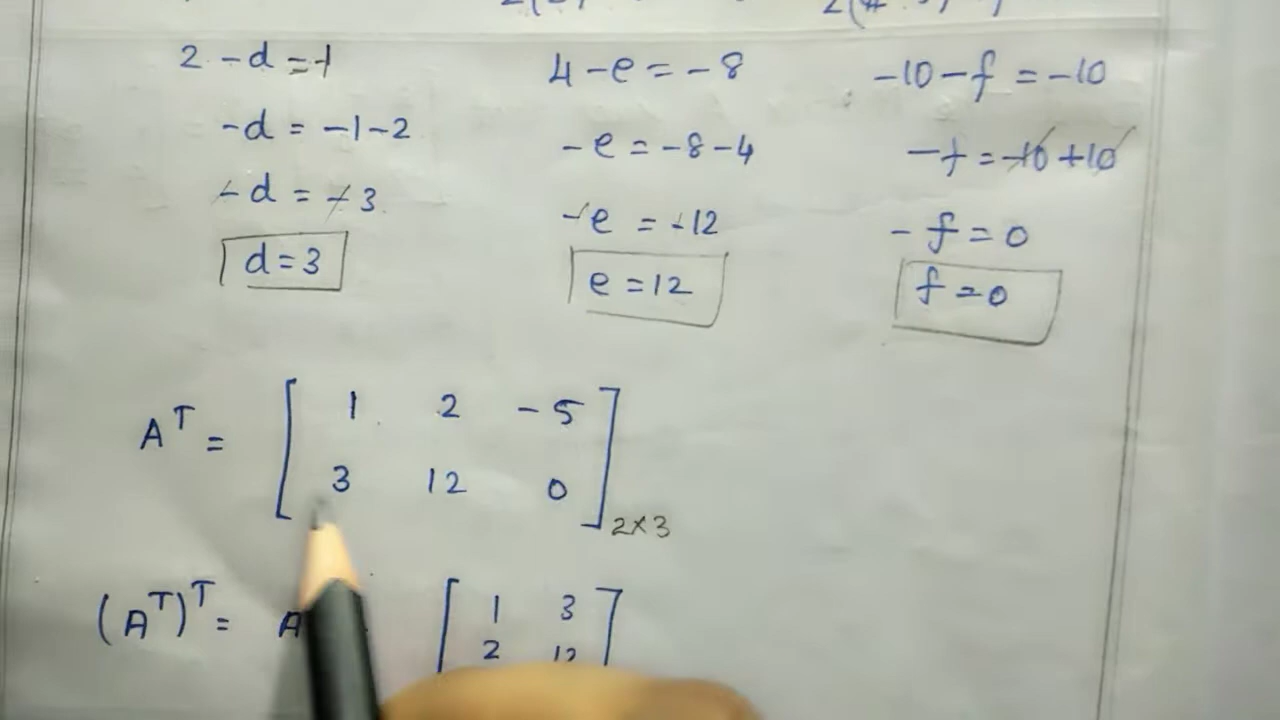 2 - d = -1 4 - e = -8 -10 - f = -10
-d = -1-2 -e = -8-4 -f = -10+10
-d = -3 -e = -12 -f = 0
d = 3 e = 12 f = 0
A^T = [ 1 2 -5
3 12 0 ] 2×3
(A^T)^T = A [ 1 3 ]
2 12